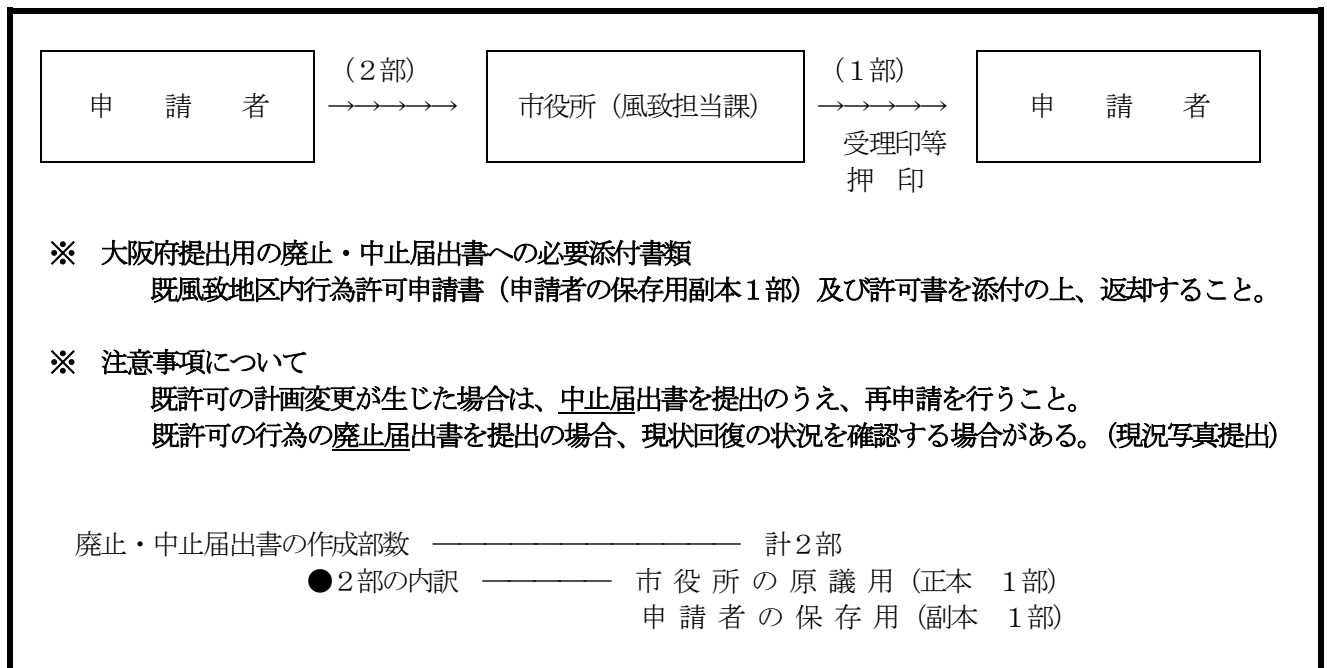 （２部）　（１部）
申　請　者　→→→→→　市役所（風致担当課）　→→→→→　申　請　者
受理印等
押　印
※　大阪府提出用の廃止・中止届出書への必要添付書類
既風致地区内行為許可申請書（申請者の保存用副本１部）及び許可書を添付の上、返却すること。
※　注意事項について
既許可の計画変更が生じた場合は、中止届出書を提出のうえ、再申請を行うこと。
既許可の行為の廃止届出書を提出の場合、現状回復の状況を確認する場合がある。（現況写真提出）
廃止・中止届出書の作成部数　――――――――――――　計２部
●２部の内訳　―――――　市 役 所 の 原 議 用（正本　１部）
申 請 者 の 保 存 用（副本　１部）